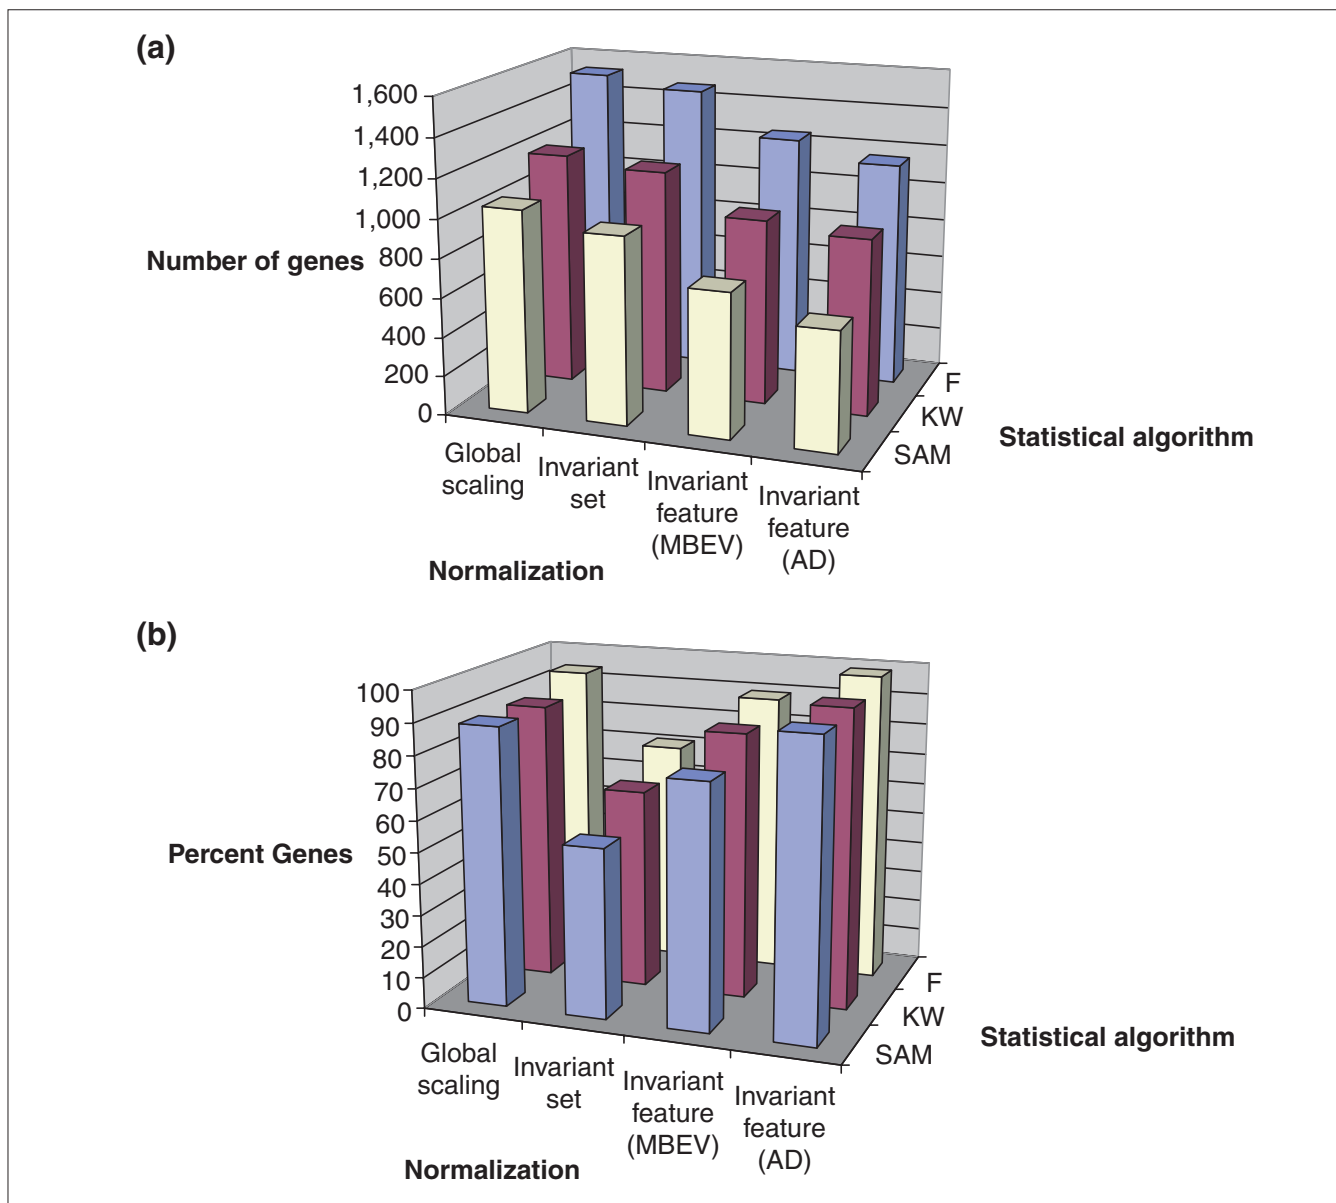 (a)
1,600
1,400
1,200
1,000
800
600
400
200
0
Number of genes
Global
scaling
Invariant
set
Invariant
feature
(MBEV)
Invariant
feature
(AD)
Normalization
F
KW
SAM
Statistical algorithm
(b)
100
90
80
70
60
50
40
30
20
10
0
Percent Genes
Global
scaling
Invariant
set
Invariant
feature
(MBEV)
Invariant
feature
(AD)
Normalization
F
KW
SAM
Statistical algorithm